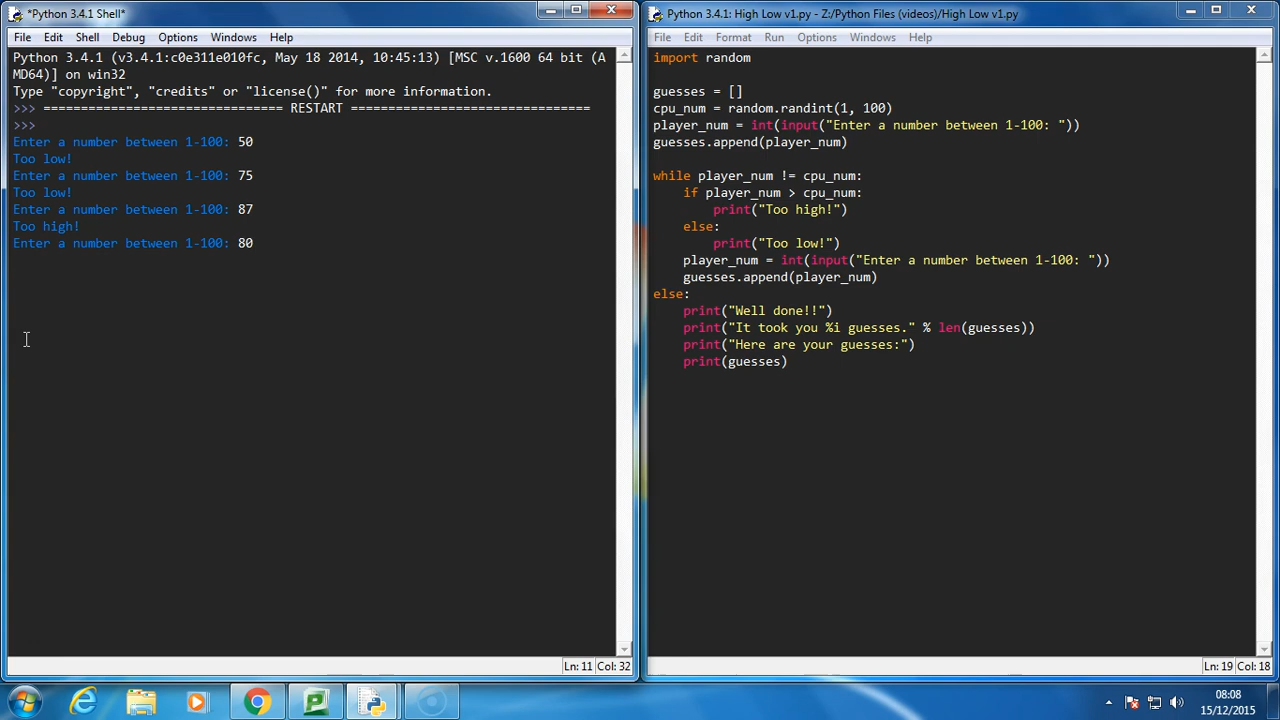 *Python 3.4.1 Shell*
File Edit Shell Debug Options Windows Help
Python 3.4.1 (v3.4.1:c0e311e010fc, May 18 2014, 10:45:13) [MSC v.1600 64 bit (A
MD64)] on win32
Type "copyright", "credits" or "license()" for more information.
>>> ================================ RESTART ================================
>>>
Enter a number between 1-100: 50
Too low!
Enter a number between 1-100: 75
Too low!
Enter a number between 1-100: 87
Too high!
Enter a number between 1-100: 80
Ln: 11 Col: 32
Python 3.4.1: High Low v1.py - Z:/Python Files (videos)/High Low v1.py
File Edit Format Run Options Windows Help
import random
guesses = []
cpu_num = random.randint(1, 100)
player_num = int(input("Enter a number between 1-100: "))
guesses.append(player_num)
while player_num != cpu_num:
    if player_num > cpu_num:
        print("Too high!")
    else:
        print("Too low!")
    player_num = int(input("Enter a number between 1-100: "))
    guesses.append(player_num)
else:
    print("Well done!!")
    print("It took you %i guesses." % len(guesses))
    print("Here are your guesses:")
    print(guesses)
Ln: 19 Col: 18
08:08
15/12/2015